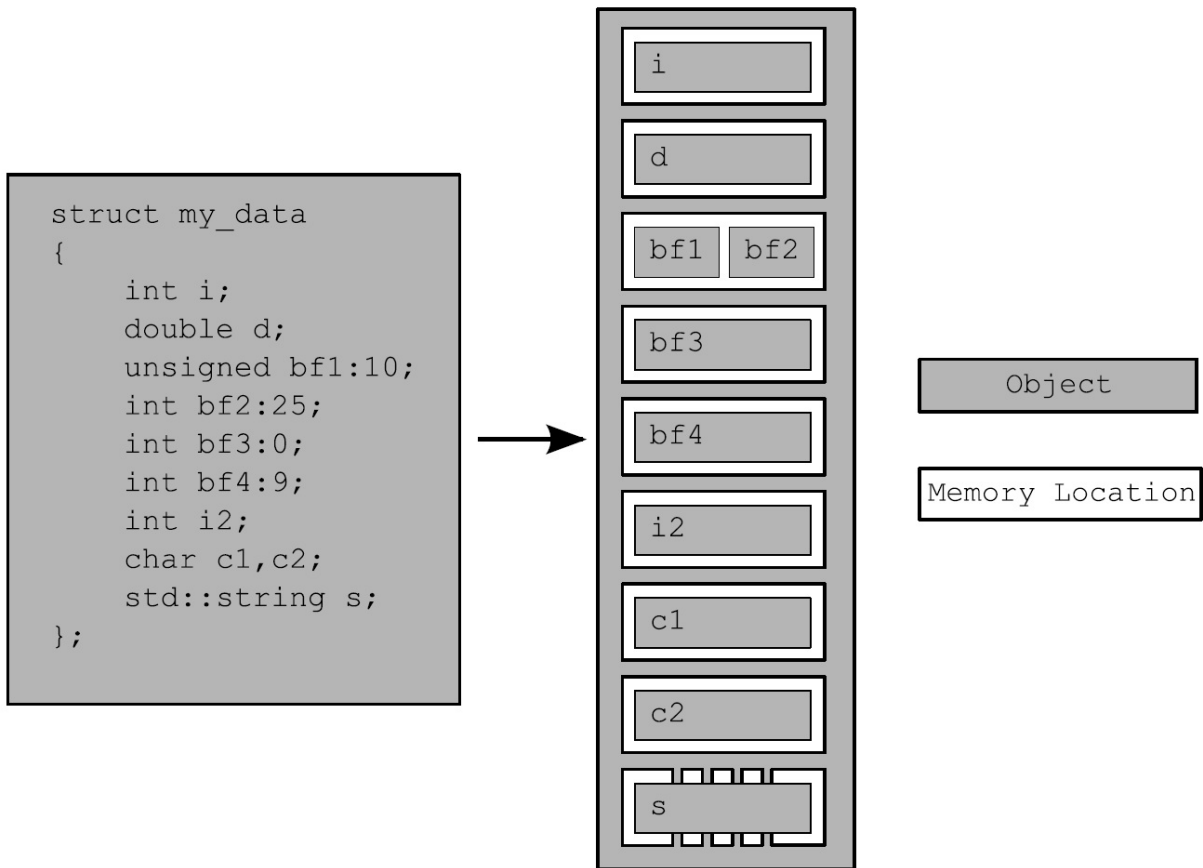 struct my_data
{
int i;
double d;
unsigned bf1:10;
int bf2:25;
int bf3:0;
int bf4:9;
int i2;
char c1,c2;
std::string s;
};
i
d
bf1 bf2
bf3
bf4
i2
c1
c2
s
Object
Memory Location